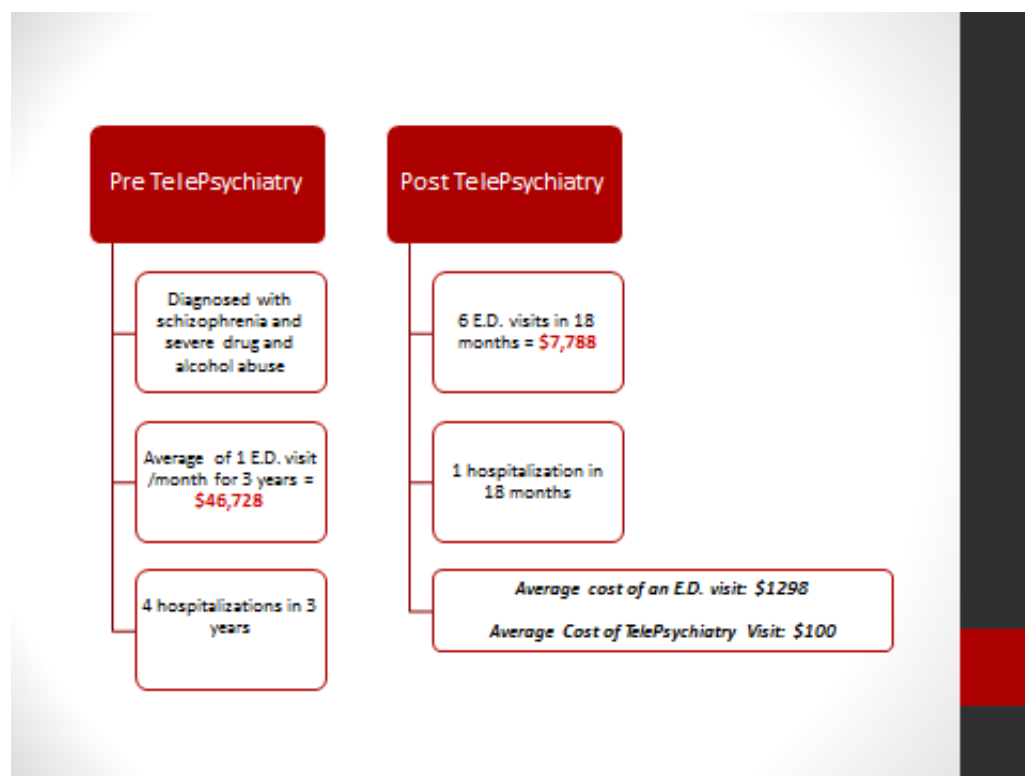 Pre TelePsychiatry
Diagnosed with
schizophrenia and
severe drug and
alcohol abuse
Average of 1 E.D. visit
/month for 3 years =
$46,728
4 hospitalizations in 3
years
Post TelePsychiatry
6 E.D. visits in 18
months = $7,788
1 hospitalization in
18 months
Average cost of an E.D. visit: $1298
Average Cost of TelePsychiatry Visit: $100